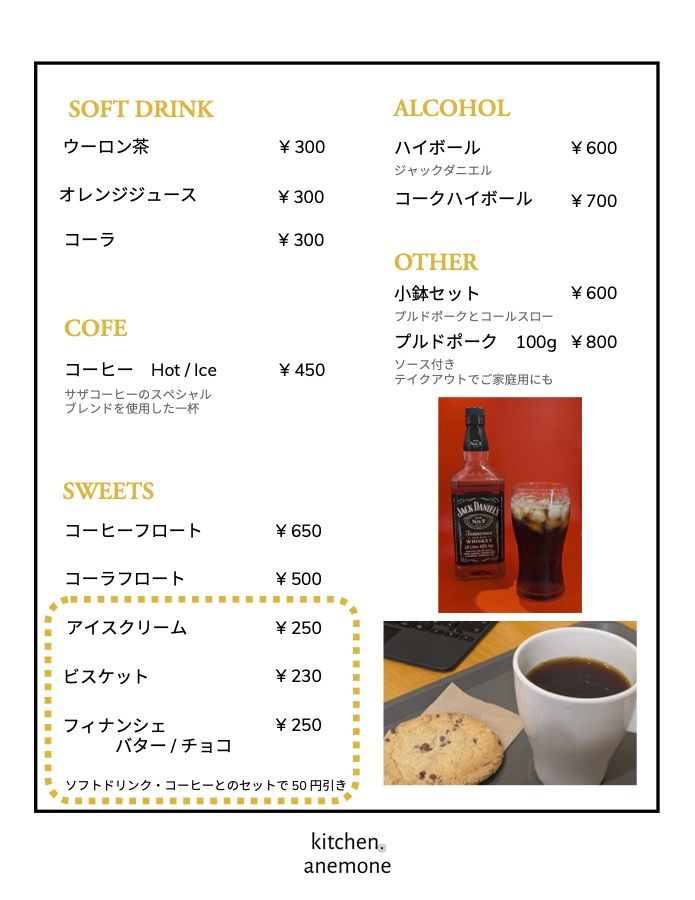 SOFT DRINK
ウーロン茶 ¥300
オレンジジュース ¥300
コーラ ¥300
COFE
コーヒー Hot / Ice ¥450
サザコーヒーのスペシャル
ブレンドを使用した一杯
SWEETS
コーヒーフロート ¥650
コーラフロート ¥500
アイスクリーム ¥250
ビスケット ¥230
フィナンシェ ¥250
バター / チョコ
ソフトドリンク・コーヒーとのセットで 50 円引き
ALCOHOL
ハイボール ¥600
ジャックダニエル
コークハイボール ¥700
OTHER
小鉢セット ¥600
プルドポークとコールスロー
プルドポーク 100g ¥800
ソース付き
テイクアウトでご家庭用にも
JACK DANIEL'S
No.7
Tennessee
WHISKEY
kitchen.
anemone